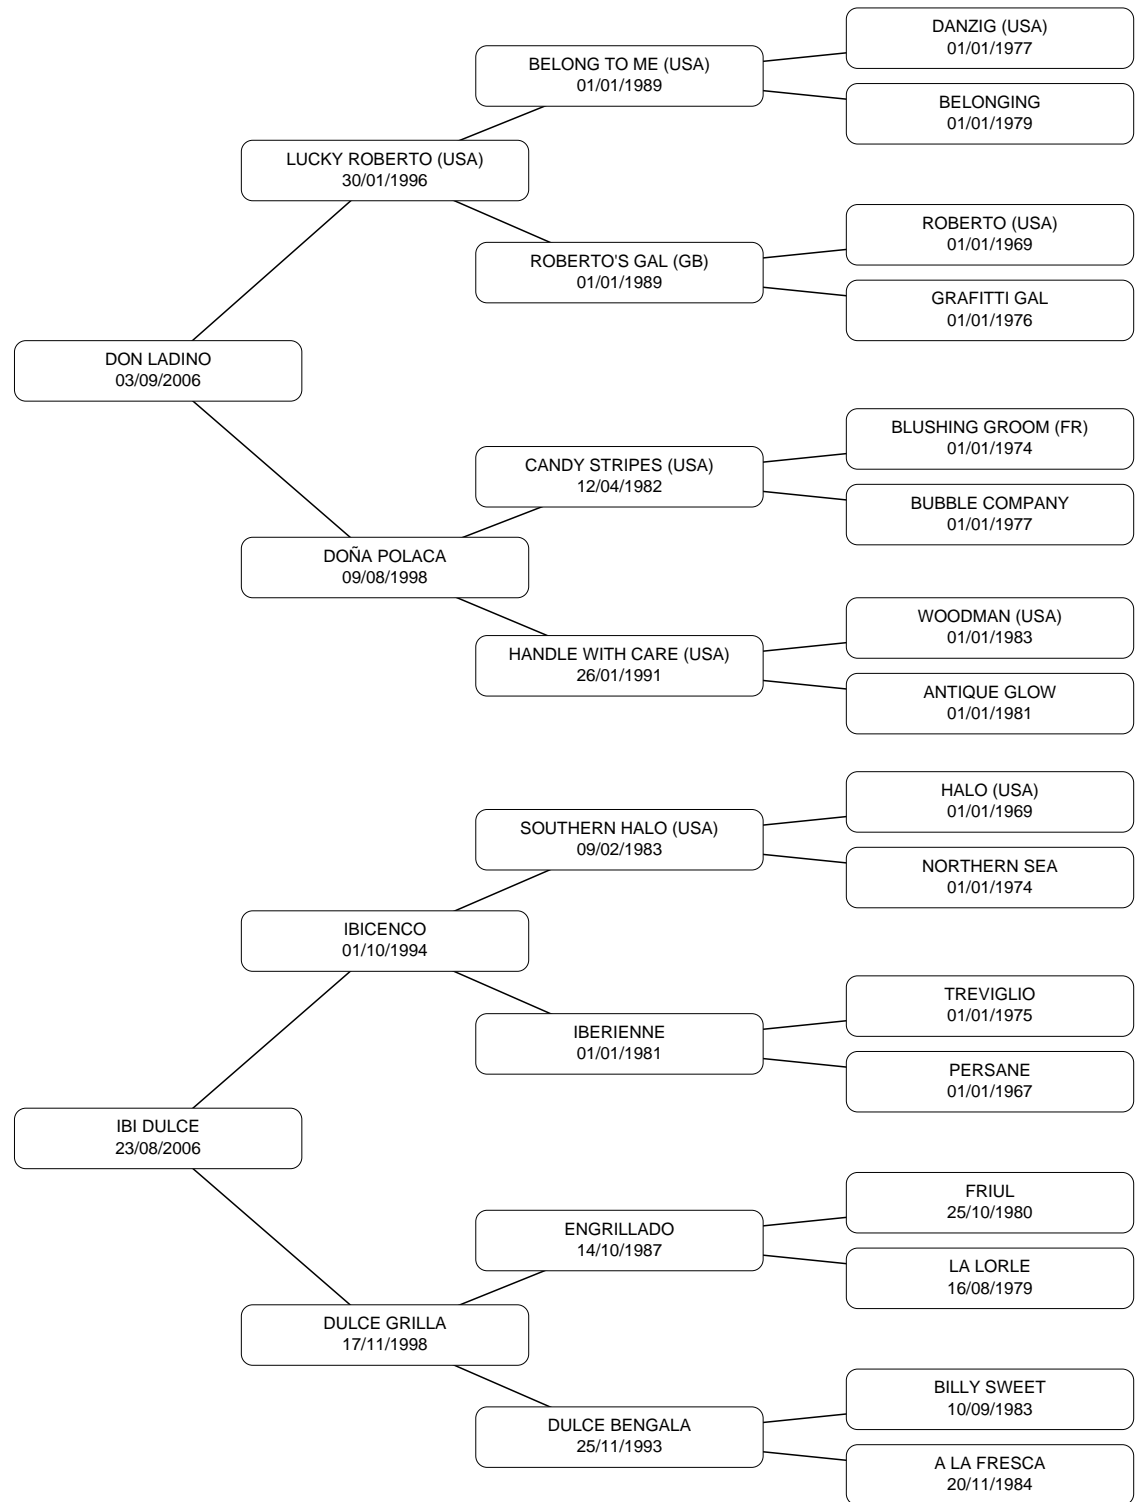 DANZIG (USA)
01/01/1977
BELONG TO ME (USA)
01/01/1989
BELONGING
01/01/1979
LUCKY ROBERTO (USA)
30/01/1996
ROBERTO (USA)
01/01/1969
ROBERTO'S GAL (GB)
01/01/1989
GRAFITTI GAL
01/01/1976
DON LADINO
03/09/2006
BLUSHING GROOM (FR)
01/01/1974
CANDY STRIPES (USA)
12/04/1982
BUBBLE COMPANY
01/01/1977
DOÑA POLACA
09/08/1998
WOODMAN (USA)
01/01/1983
HANDLE WITH CARE (USA)
26/01/1991
ANTIQUE GLOW
01/01/1981
HALO (USA)
01/01/1969
SOUTHERN HALO (USA)
09/02/1983
NORTHERN SEA
01/01/1974
IBICENCO
01/10/1994
TREVIGLIO
01/01/1975
IBERIENNE
01/01/1981
PERSANE
01/01/1967
IBI DULCE
23/08/2006
FRIUL
25/10/1980
ENGRILLADO
14/10/1987
LA LORLE
16/08/1979
DULCE GRILLA
17/11/1998
BILLY SWEET
10/09/1983
DULCE BENGALA
25/11/1993
A LA FRESCA
20/11/1984